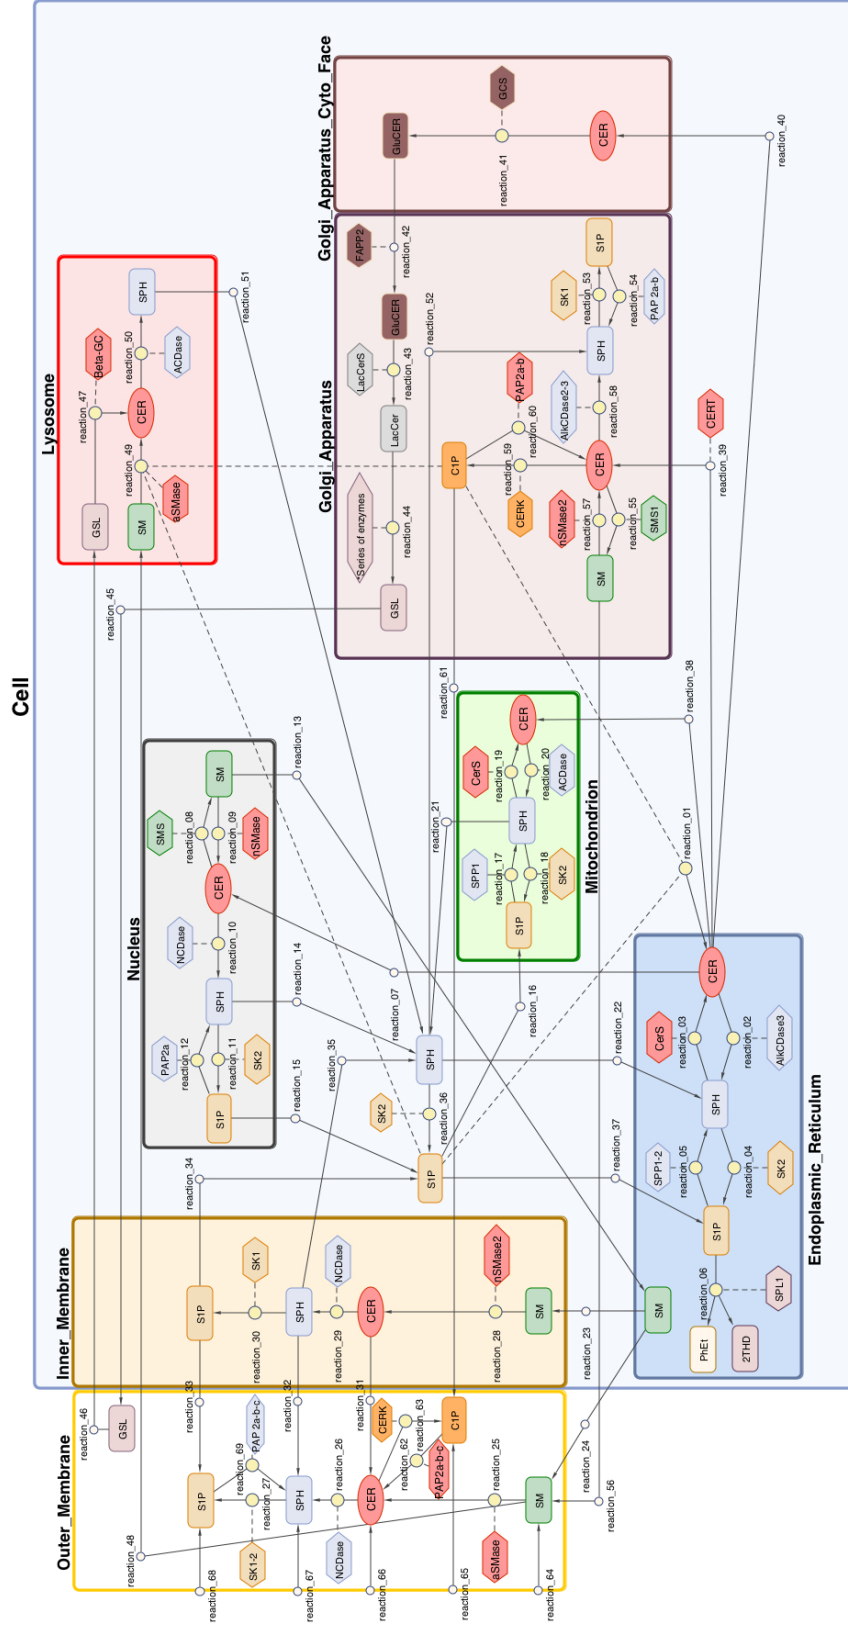 Cell
Golgi_Apparatus_Cyto_Face
GluCER
GCS
reaction_41
CER
reaction_40
Lysosome
SPH
reaction_51
Beta-GC
reaction_50
ACDase
reaction_47
CER
reaction_49
aSMase
GSL
SM
Golgi_Apparatus
FAPP2
reaction_42
GluCER
LacCerS
reaction_43
LacCer
*Series of enzymes
reaction_44
GSL
reaction_52
S1P
SK1
reaction_53
reaction_54
PAP 2a-b
SPH
PAP2a-b
AlkCDase2-3
reaction_58
reaction_60
C1P
reaction_59
CERK
CER
nSMase2
reaction_57
reaction_55
SMS1
SM
CERT
reaction_39
reaction_45
reaction_61
reaction_38
reaction_13
Nucleus
SM
SMS
reaction_08
reaction_09
nSMase
CER
NCDase
reaction_10
SPH
reaction_14
PAP2a
reaction_12
reaction_11
SK2
S1P
reaction_15
Mitochondrion
CER
CerS
reaction_19
reaction_20
ACDase
SPH
reaction_21
SPP1
reaction_17
reaction_18
SK2
S1P
reaction_16
reaction_01
reaction_07
reaction_35
SPH
SK2
reaction_36
S1P
reaction_22
reaction_37
reaction_34
Endoplasmic_Reticulum
CER
CerS
reaction_03
reaction_02
AlkCDase3
SPH
SPP1-2
reaction_05
reaction_04
SK2
S1P
reaction_06
SPL1
PhEt
2THD
SM
Inner_Membrane
S1P
SK1
reaction_30
SPH
NCDase
reaction_29
CER
nSMase2
reaction_28
SM
reaction_23
reaction_33
reaction_32
reaction_31
reaction_24
reaction_56
reaction_46
GSL
reaction_48
Outer_Membrane
S1P
reaction_69
PAP 2a-b-c
reaction_27
SK1-2
SPH
reaction_26
NCDase
CER
CERK
reaction_63
reaction_62
PAP2a-b-c
C1P
reaction_25
aSMase
SM
reaction_68
reaction_67
reaction_66
reaction_65
reaction_64